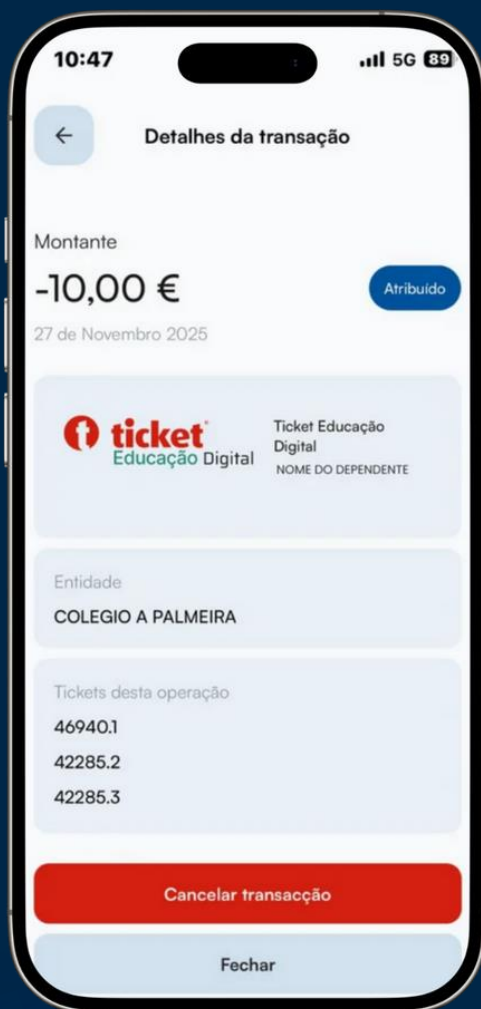 10:47
5G 89
Detalhes da transação
Montante
-10,00 €
Atribuído
27 de Novembro 2025
ticket
Educação Digital
Ticket Educação
Digital
NOME DO DEPENDENTE
Entidade
COLEGIO A PALMEIRA
Tickets desta operação
46940.1
42285.2
42285.3
Cancelar transacção
Fechar